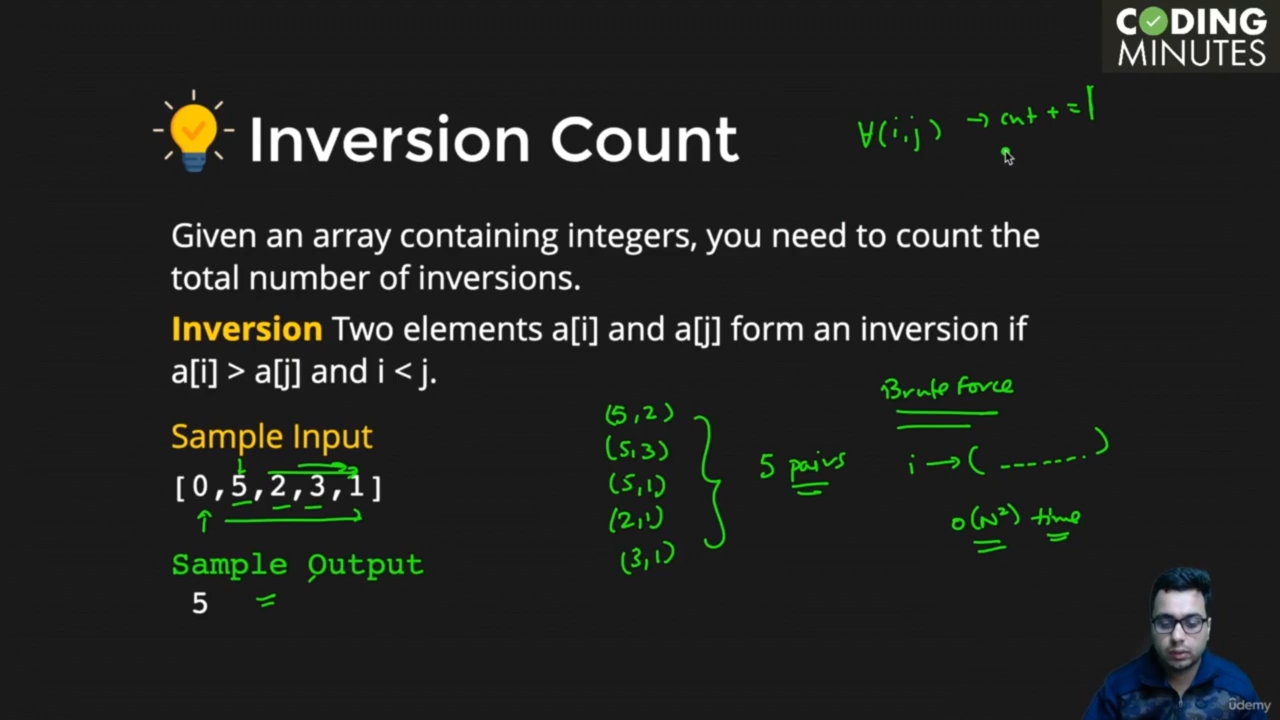 CODING
MINUTES
Inversion Count
∀(i,j) → cnt + = 1
Given an array containing integers, you need to count the
total number of inversions.
Inversion Two elements a[i] and a[j] form an inversion if
a[i] > a[j] and i < j.
Sample Input
[0,5,2,3,1]
Sample Output
5
(5,2)
(5,3)
(5,1)
(2,1)
(3,1)
5 pairs
Brute Force
i → ( ------- )
O(N²) time
ûdemy